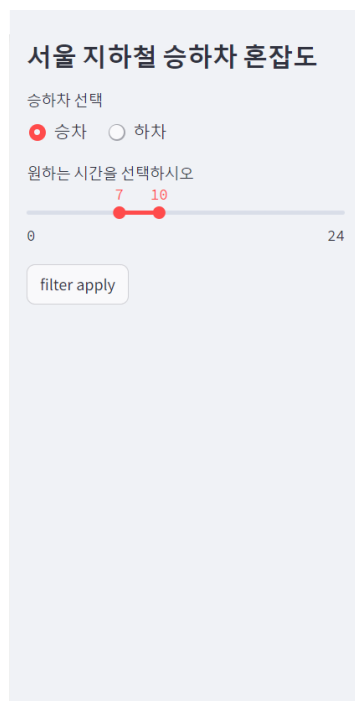 서울 지하철 승하차 혼잡도
승하차 선택
승차 하차
원하는 시간을 선택하시오
7 10
0 24
filter apply